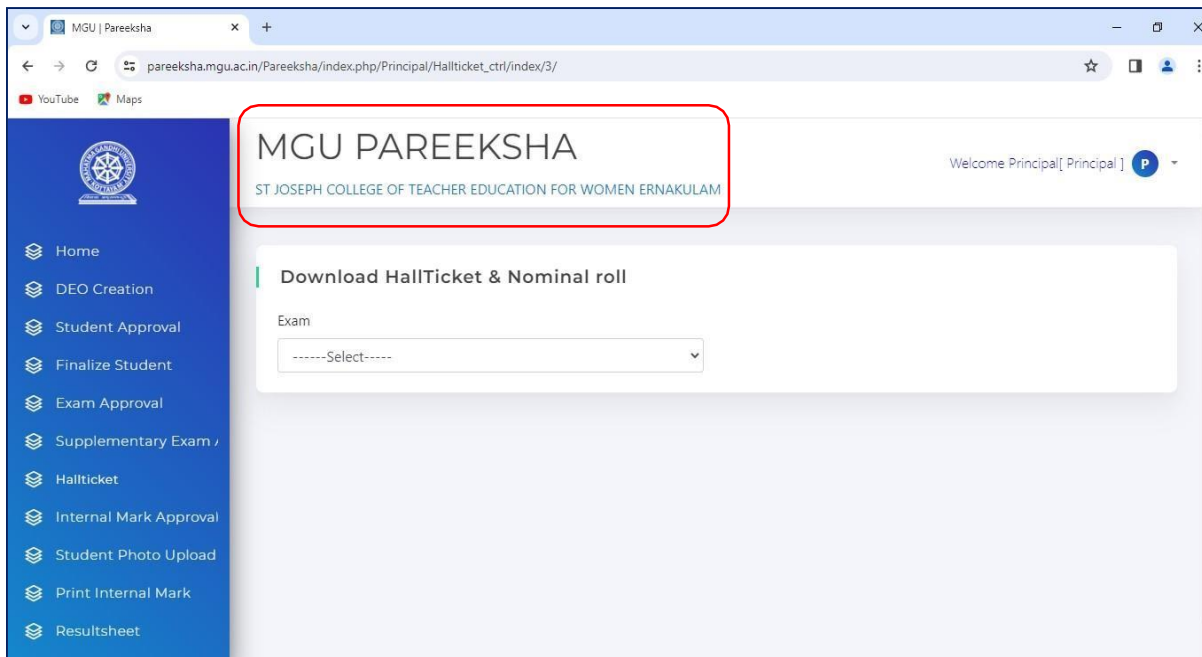 MGU | Pareeksha
pareeksha.mgu.ac.in/Pareeksha/index.php/Principal/Hallticket_ctrl/index/3/
YouTube Maps
MGU PAREEKSHA
ST JOSEPH COLLEGE OF TEACHER EDUCATION FOR WOMEN ERNAKULAM
Welcome Principal[ Principal ] P
Home
DEO Creation
Student Approval
Finalize Student
Exam Approval
Supplementary Exam
Hallticket
Internal Mark Approval
Student Photo Upload
Print Internal Mark
Resultsheet
Download HallTicket & Nominal roll
Exam
------Select-----